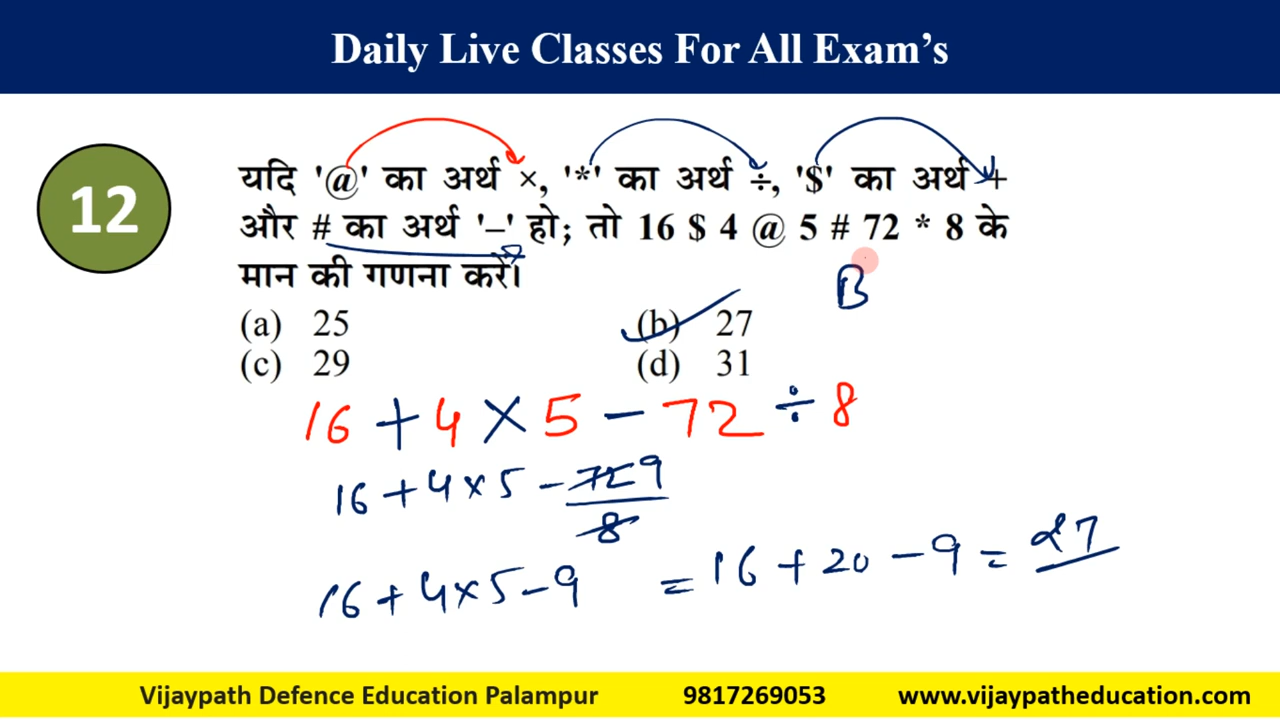 Daily Live Classes For All Exam's
12
यदि '@' का अर्थ ×, '*' का अर्थ ÷, '$' का अर्थ +
और # का अर्थ '–' हो; तो 16 $ 4 @ 5 # 72 * 8 के
मान की गणना करें।
B
(a) 25 (b) 27
(c) 29 (d) 31
16 + 4 × 5 – 72 ÷ 8
16 + 4 × 5 – 72 9
8
16 + 4 × 5 – 9 = 16 + 20 – 9 = 27
Vijaypath Defence Education Palampur 9817269053 www.vijaypatheducation.com